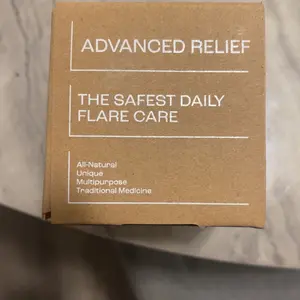 ADVANCED RELIEF
THE SAFEST DAILY
FLARE CARE
All-Natural
Unique
Multipurpose
Traditional Medicine